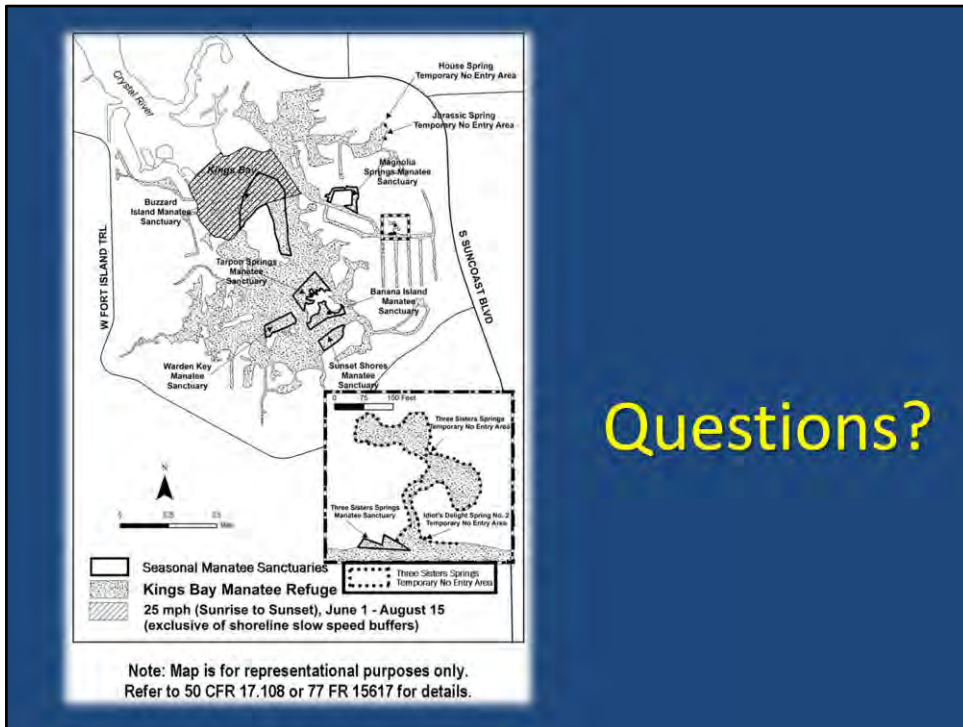 House Spring
Temporary No Entry Area
Crystal River
Jurassic Spring
Temporary No Entry Area
Kings Bay
Magnolia
Springs Manatee
Sanctuary
Buzzard
Island Manatee
Sanctuary
W FORT ISLAND TRL
S SUNCOAST BLVD
Tarpon Springs
Manatee
Sanctuary
Banana Island
Manatee
Sanctuary
Warden Key
Manatee
Sanctuary
Sunset Shores
Manatee
Sanctuary
0 75 150 Feet
Three Sisters Springs
Temporary No Entry Area
Questions?
N
0 0.25 0.5
Miles
Three Sisters Springs
Manatee Sanctuary
Idiot's Delight Spring No. 2
Temporary No Entry Area
Seasonal Manatee Sanctuaries
Three Sisters Springs
Temporary No Entry Area
Kings Bay Manatee Refuge
25 mph (Sunrise to Sunset), June 1 - August 15
(exclusive of shoreline slow speed buffers)
Note: Map is for representational purposes only.
Refer to 50 CFR 17.108 or 77 FR 15617 for details.